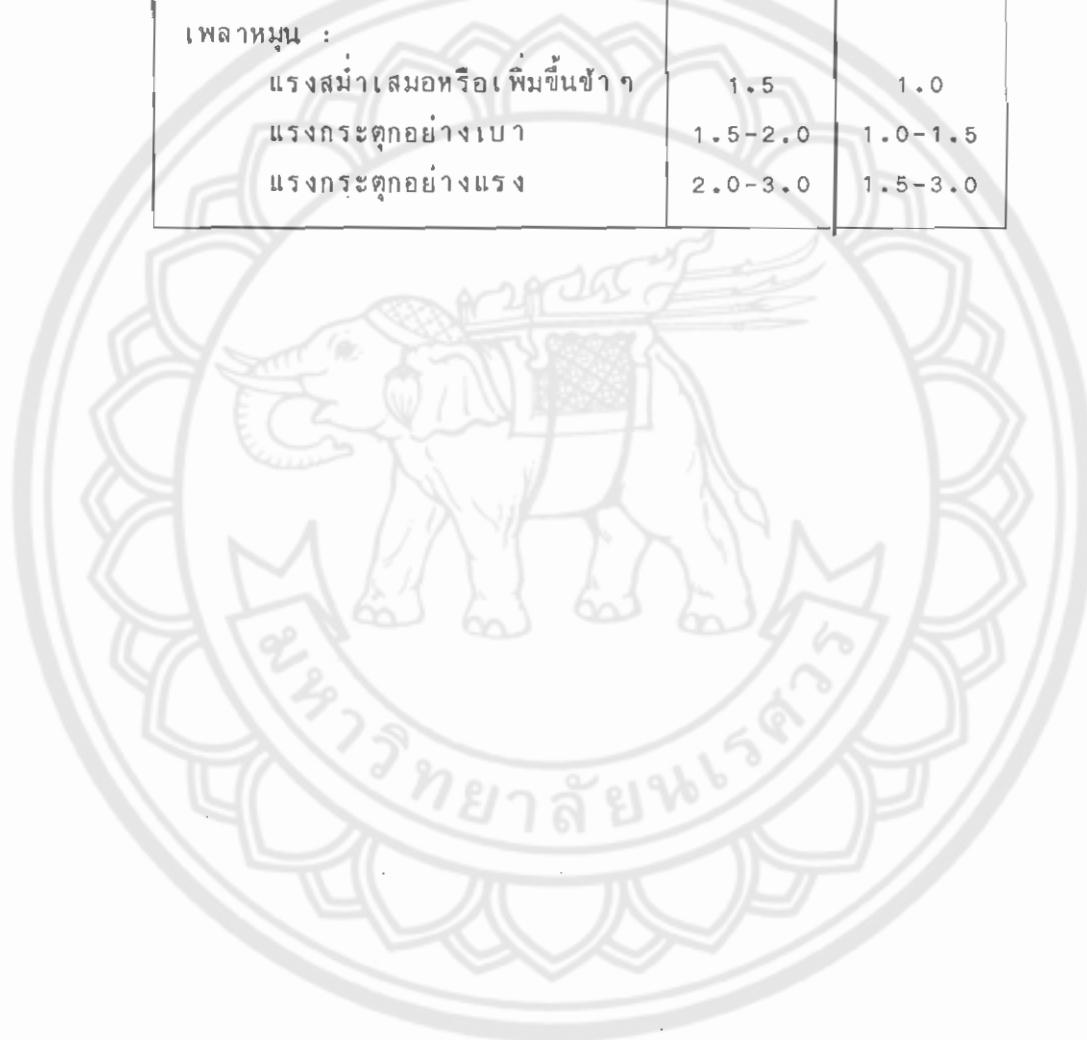 เพลาหมุน :
แรงสม่ำเสมอหรือเพิ่มขึ้นช้า ๆ 1.5 1.0
แรงกระตุกอย่างเบา 1.5-2.0 1.0-1.5
แรงกระตุกอย่างแรง 2.0-3.0 1.5-3.0
มหาวิทยาลัยนเรศวร